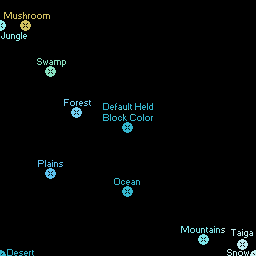 Mushroom
Jungle
Swamp
Forest
Default Held
Block Color
Plains
Ocean
Mountains
Taiga
Snow
Desert